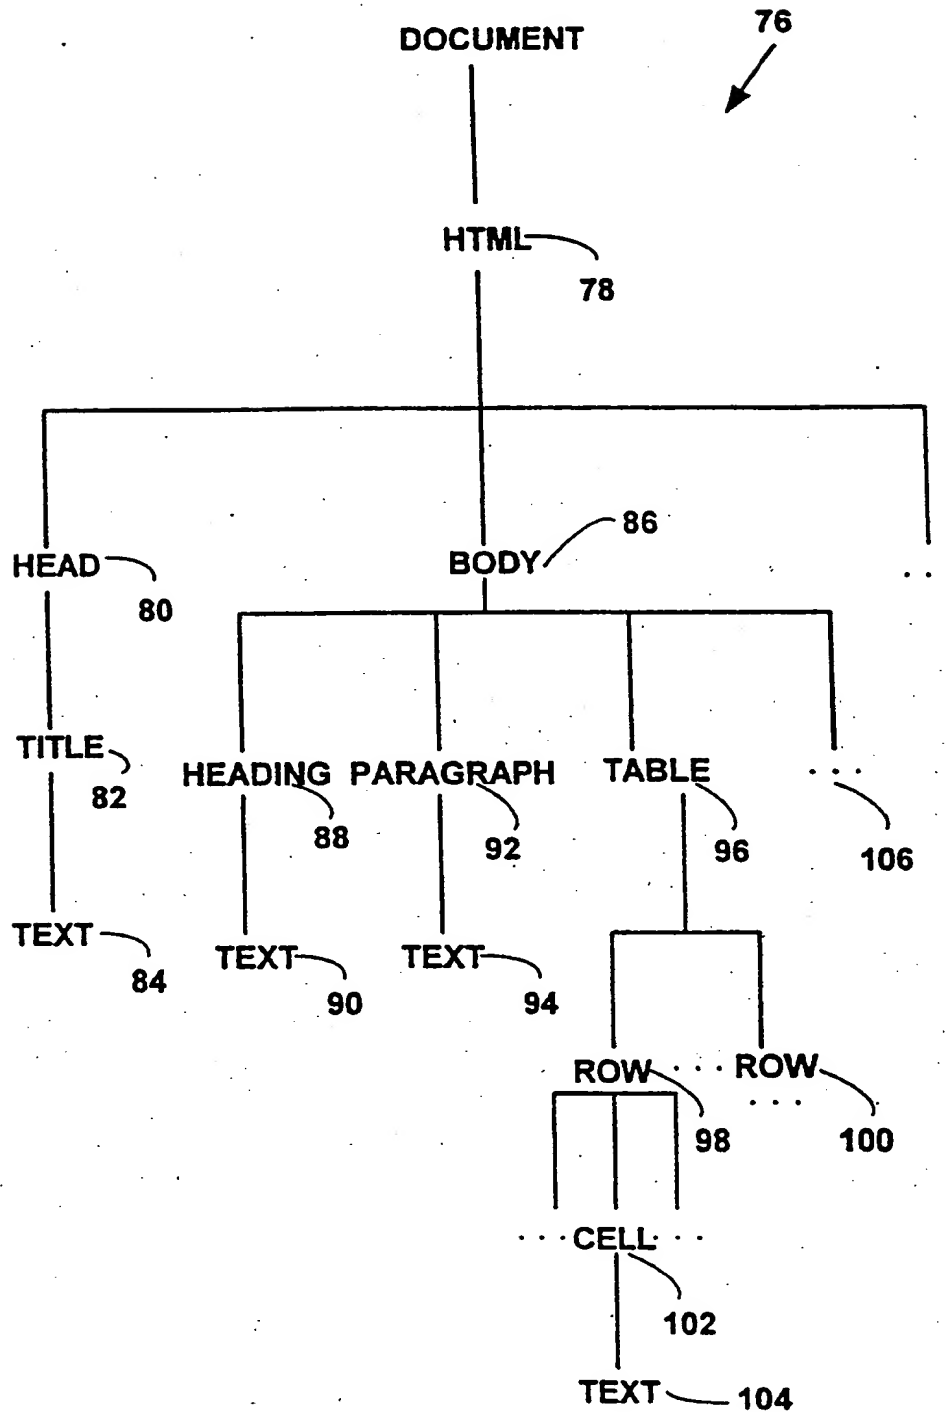 76
DOCUMENT
HTML
78
HEAD
80
BODY
86
. .
TITLE
82
HEADING
88
PARAGRAPH
92
TABLE
96
. . .
106
TEXT
84
TEXT
90
TEXT
94
ROW . . . ROW
98
. . .
100
. . . CELL . . .
102
TEXT
104